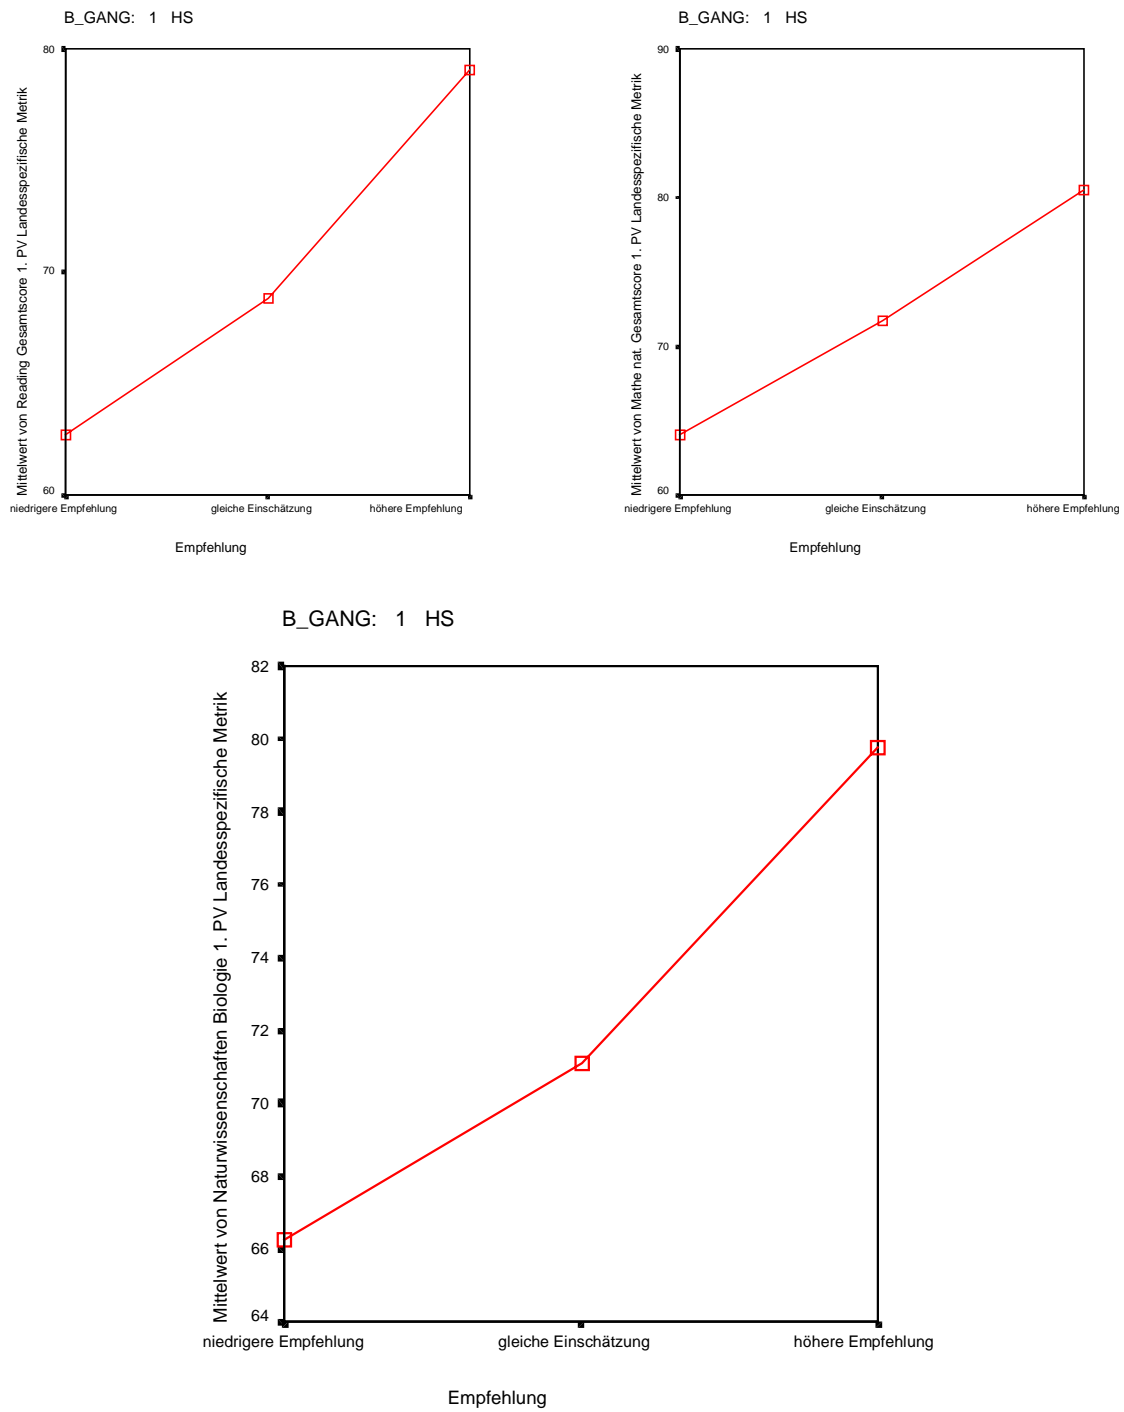 B_GANG: 1 HS
Mittelwert von Reading Gesamtscore 1. PV Landesspezifische Metrik
80
70
60
niedrigere Empfehlung gleiche Einschätzung höhere Empfehlung
Empfehlung
B_GANG: 1 HS
Mittelwert von Mathe nat. Gesamtscore 1. PV Landesspezifische Metrik
90
80
70
60
niedrigere Empfehlung gleiche Einschätzung höhere Empfehlung
Empfehlung
B_GANG: 1 HS
Mittelwert von Naturwissenschaften Biologie 1. PV Landesspezifische Metrik
82
80
78
76
74
72
70
68
66
64
niedrigere Empfehlung gleiche Einschätzung höhere Empfehlung
Empfehlung